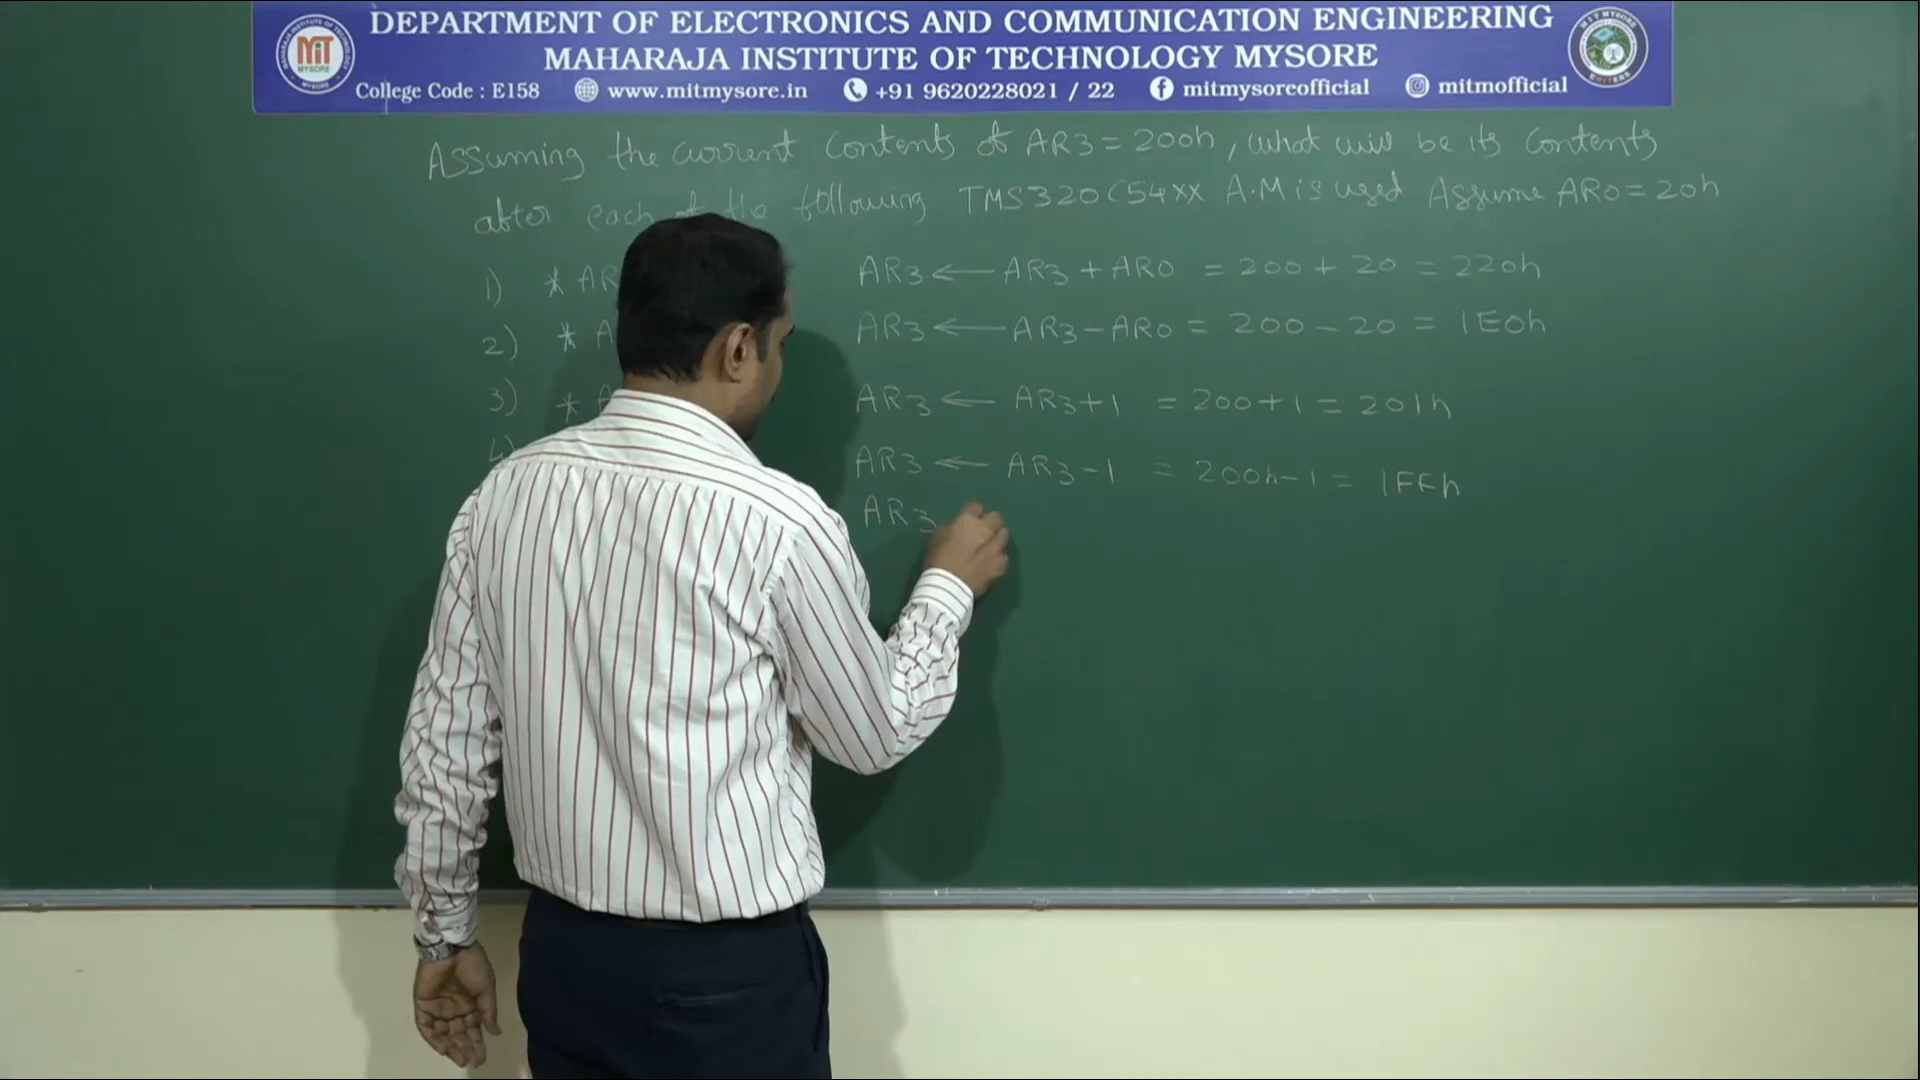 DEPARTMENT OF ELECTRONICS AND COMMUNICATION ENGINEERING
MAHARAJA INSTITUTE OF TECHNOLOGY MYSORE
College Code : E158 www.mitmysore.in +91 9620228021 / 22 mitmysoreofficial mitmofficial
MIT
MYSORE
Assuming the current contents of AR3 = 200h, what will be its contents
after each of the following TMS320C54XX A.M is used Assume AR0 = 20h
1) * AR AR3 ← AR3 + AR0 = 200 + 20 = 220h
2) * A AR3 ← AR3 - AR0 = 200 - 20 = 1E0h
3) * A AR3 ← AR3+1 = 200+1 = 201h
4) AR3 ← AR3-1 = 200h-1 = 1FFh
AR3